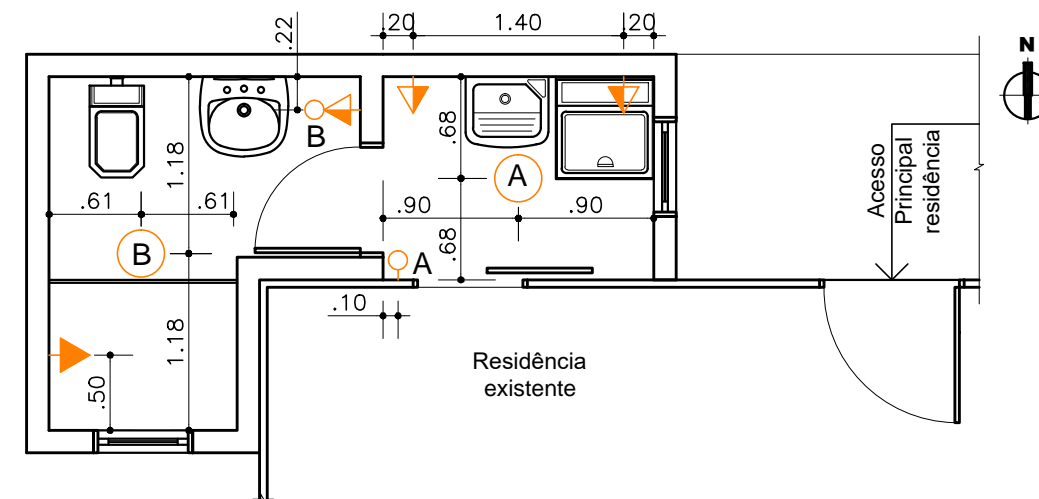 .20
1.40
.20
.22
N
B
.68
A
1.18
.61
.61
.90
.90
B
.68
A
Acesso
Principal
residência
.10
1.18
.50
Residência
existente